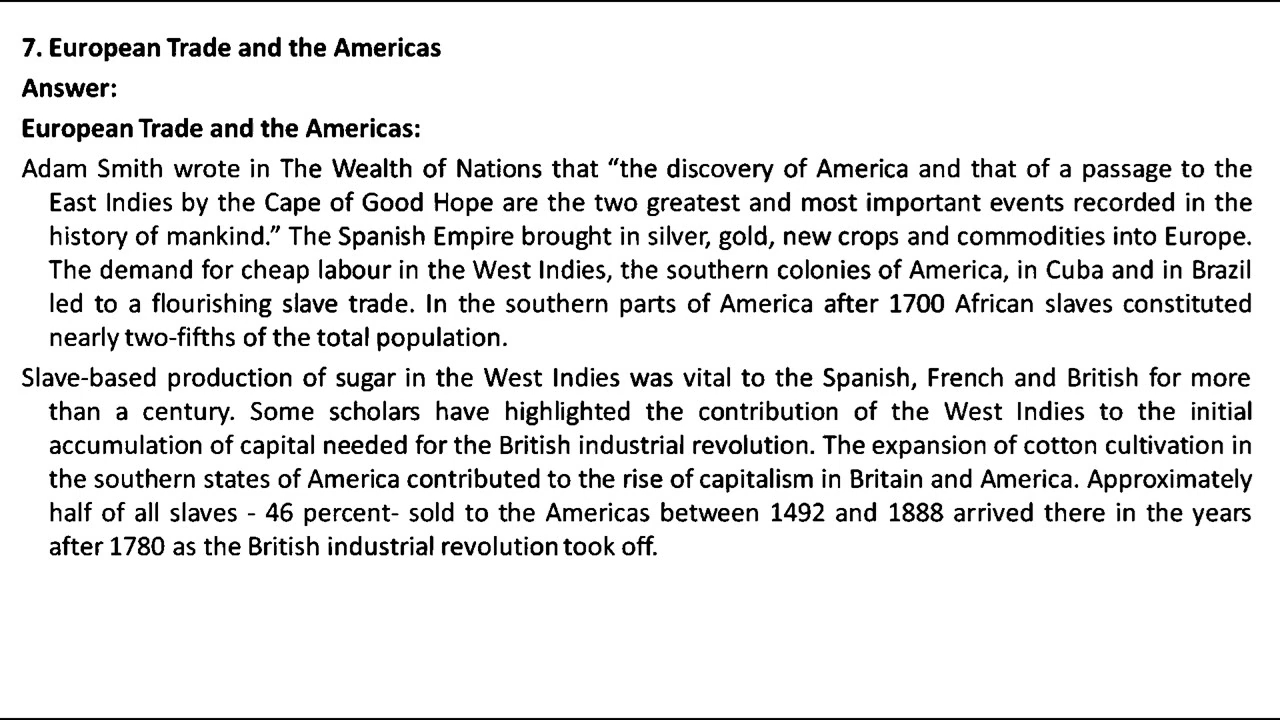 7. European Trade and the Americas
Answer:
European Trade and the Americas:
Adam Smith wrote in The Wealth of Nations that “the discovery of America and that of a passage to the
East Indies by the Cape of Good Hope are the two greatest and most important events recorded in the
history of mankind.” The Spanish Empire brought in silver, gold, new crops and commodities into Europe.
The demand for cheap labour in the West Indies, the southern colonies of America, in Cuba and in Brazil
led to a flourishing slave trade. In the southern parts of America after 1700 African slaves constituted
nearly two-fifths of the total population.
Slave-based production of sugar in the West Indies was vital to the Spanish, French and British for more
than a century. Some scholars have highlighted the contribution of the West Indies to the initial
accumulation of capital needed for the British industrial revolution. The expansion of cotton cultivation in
the southern states of America contributed to the rise of capitalism in Britain and America. Approximately
half of all slaves - 46 percent- sold to the Americas between 1492 and 1888 arrived there in the years
after 1780 as the British industrial revolution took off.